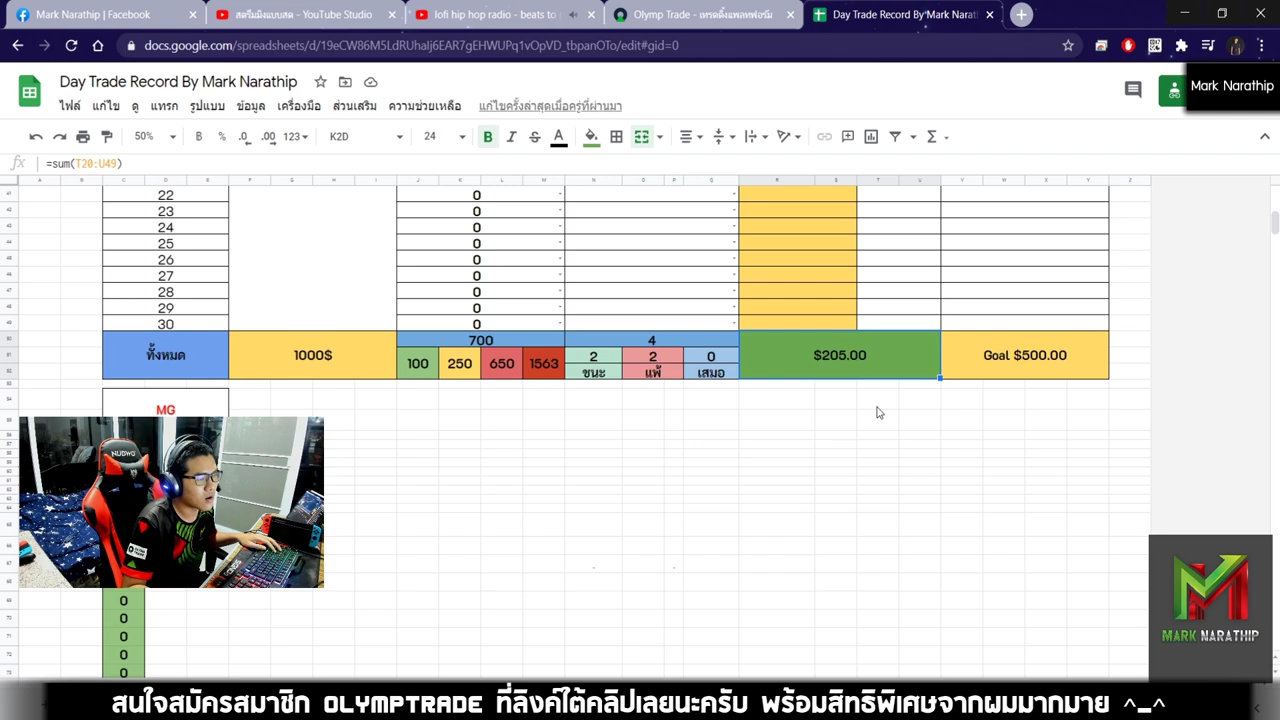 Mark Narathip | Facebook
สตรีมมิงแบบสด - YouTube Studio
lofi hip hop radio - beats to
Olymp Trade - เทรดดิ้งแพลทฟอร์ม
Day Trade Record By Mark Narat
docs.google.com/spreadsheets/d/19eCW86M5LdRUhaIj6EAR7gEHWUPq1vOpVD_tbpanOTo/edit#gid=0
Day Trade Record By Mark Narathip
Mark Narathip
ไฟล์ แก้ไข ดู แทรก รูปแบบ ข้อมูล เครื่องมือ ส่วนเสริม ความช่วยเหลือ แก้ไขครั้งล่าสุดเมื่อครู่ที่ผ่านมา
50% % .0 .00 123 K2D 24 B I S A Σ
fx =sum(T20:U49)
22 0
23 0
24 0
25 0
26 0
27 0
28 0
29 0
30 0
ทั้งหมด 1000$ 700 4 $205.00 Goal $500.00
100 250 650 1563 2 2 0
ชนะ แพ้ เสมอ
MG
0
0
0
0
0
MARK NARATHIP
สนใจสมัครสมาชิก OLYMPTRADE ที่ลิงค์ใต้คลิปเลยนะครับ พร้อมสิทธิพิเศษจากผมมากมาย ^_^